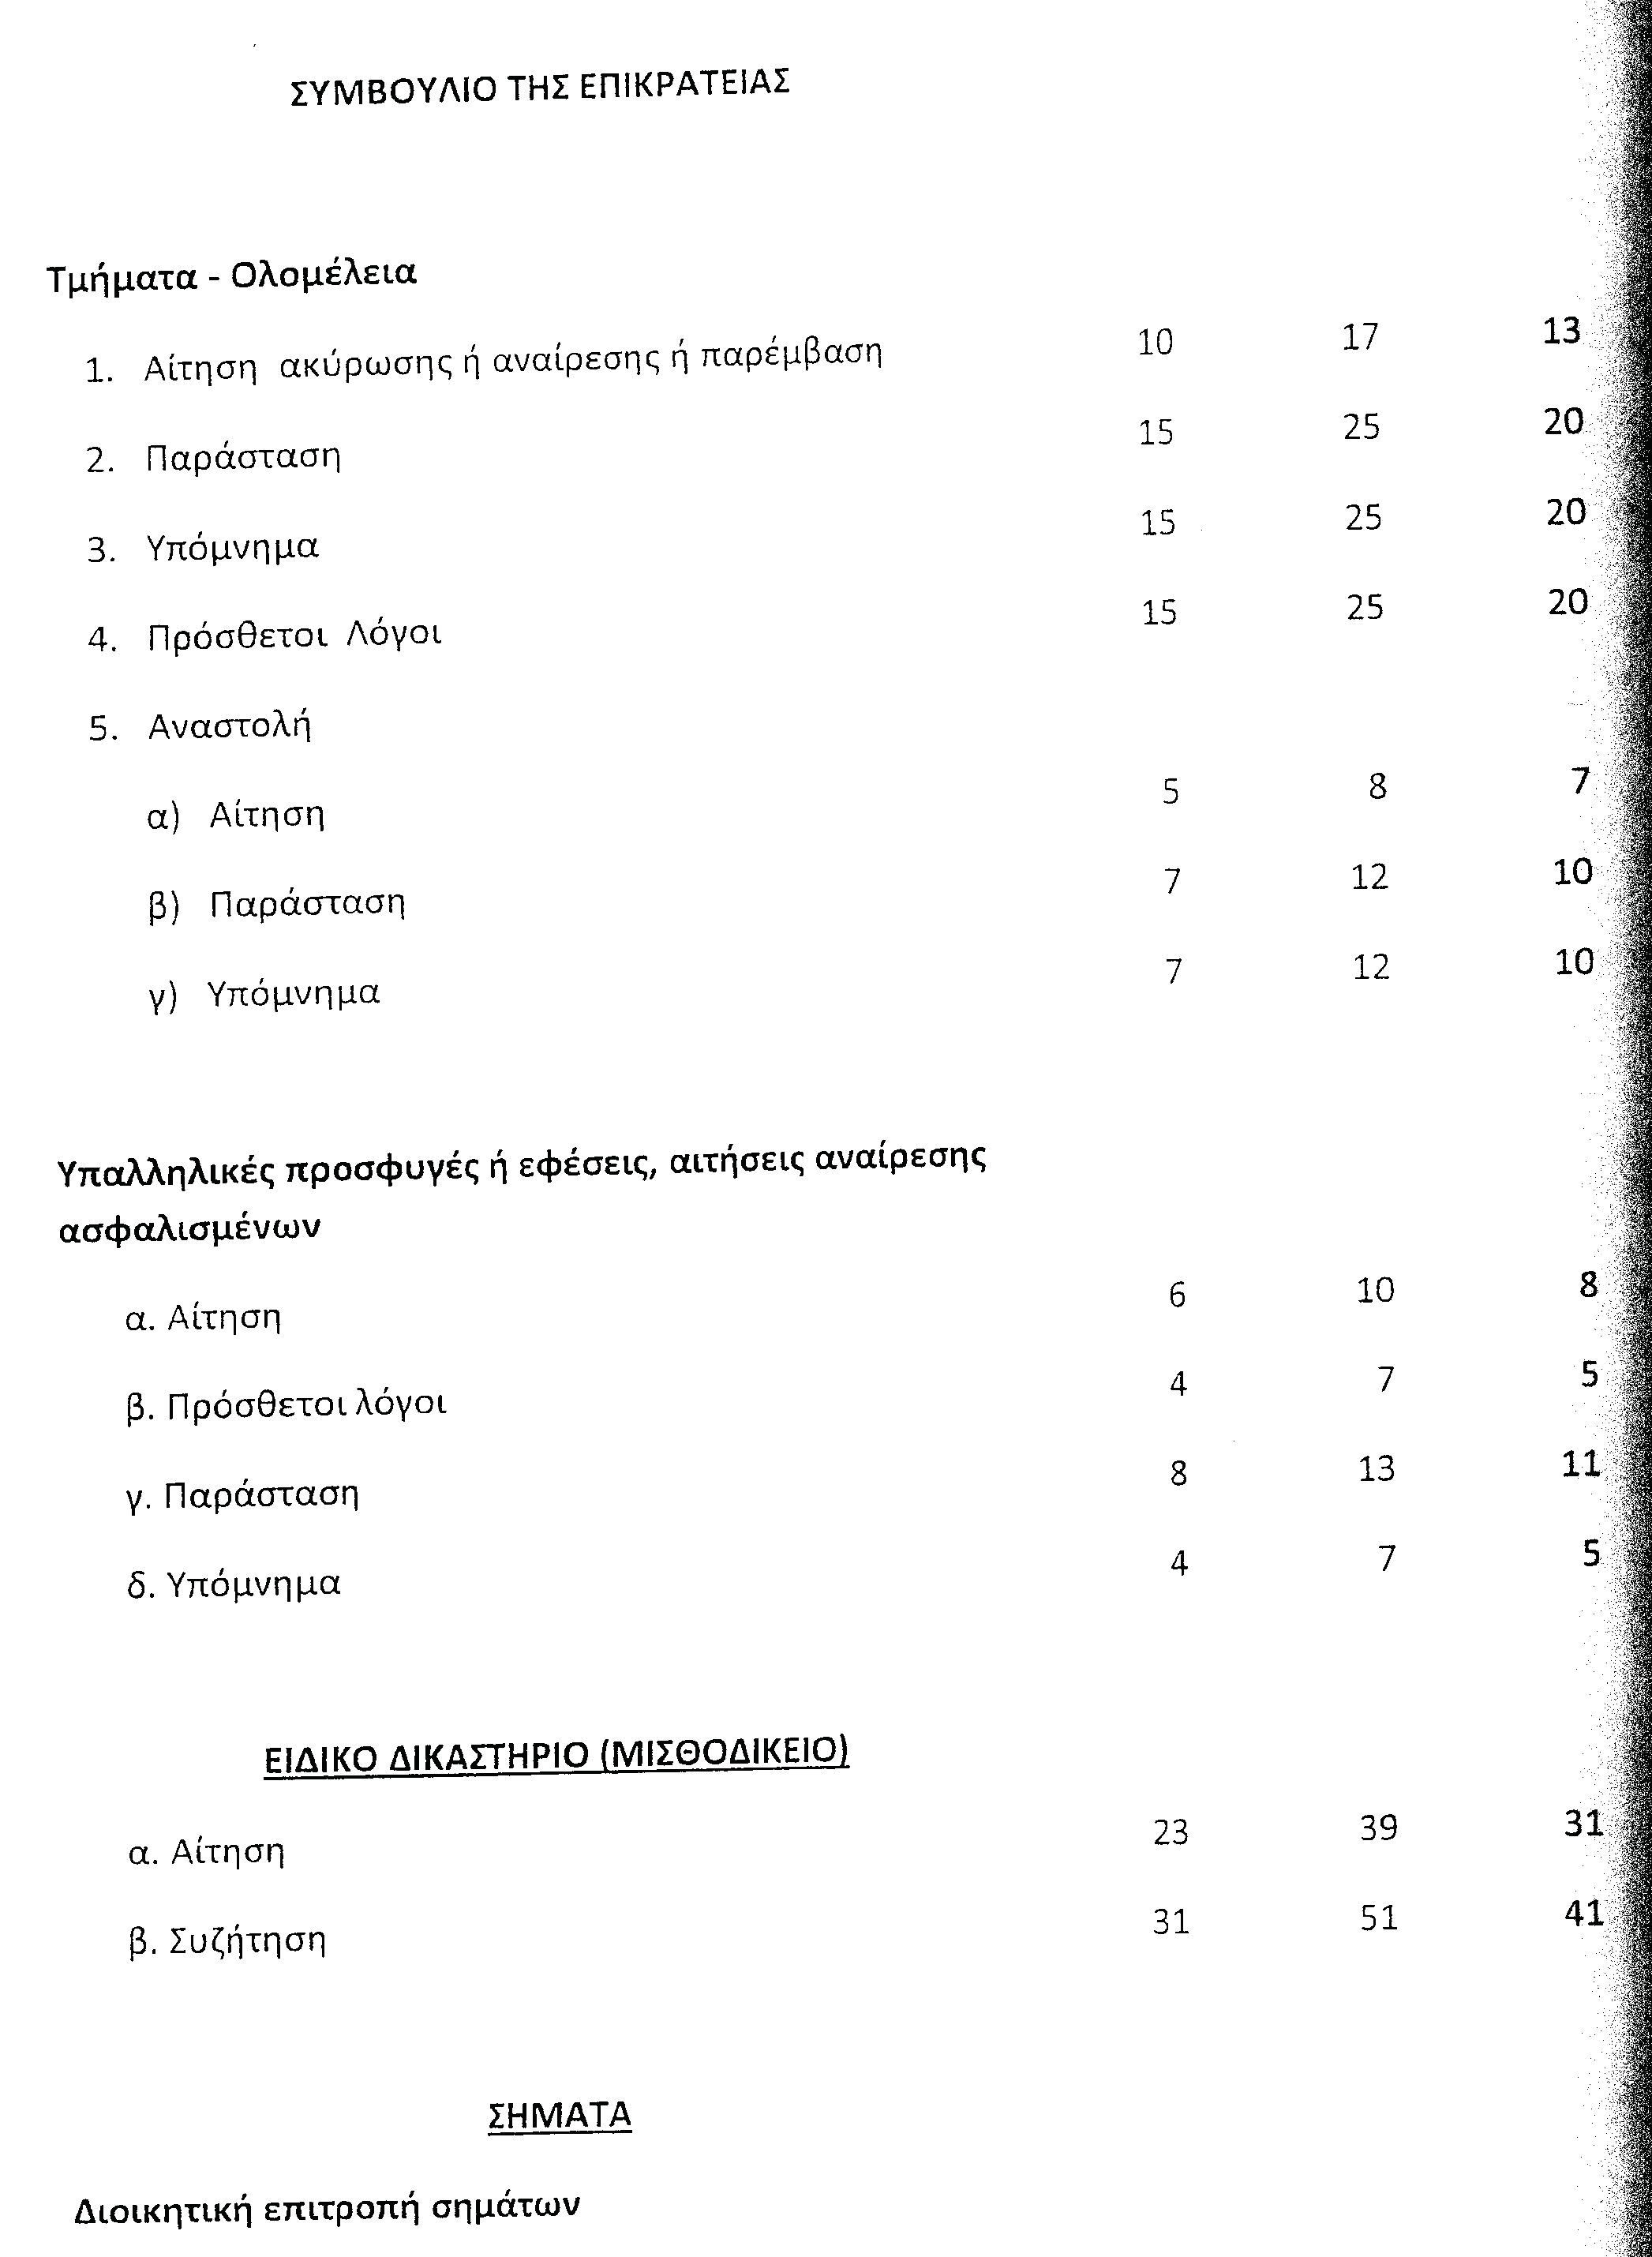 ΣΥΜΒΟΥΛΙΟ ΤΗΣ ΕΠΙΚΡΑΤΕΙΑΣ
Τμήματα - Ολομέλεια
1. Αίτηση ακύρωσης ή αναίρεσης ή παρέμβαση 10 17 13
2. Παράσταση 15 25 20
3. Υπόμνημα 15 25 20
4. Πρόσθετοι Λόγοι 15 25 20
5. Αναστολή
α) Αίτηση 5 8 7
β) Παράσταση 7 12 10
γ) Υπόμνημα 7 12 10
Υπαλληλικές προσφυγές ή εφέσεις, αιτήσεις αναίρεσης
ασφαλισμένων
α. Αίτηση 6 10 8
β. Πρόσθετοι λόγοι 4 7 5
γ. Παράσταση 8 13 11
δ. Υπόμνημα 4 7 5
ΕΙΔΙΚΟ ΔΙΚΑΣΤΗΡΙΟ (ΜΙΣΘΟΔΙΚΕΙΟ)
α. Αίτηση 23 39 31
β. Συζήτηση 31 51 41
ΣΗΜΑΤΑ
Διοικητική επιτροπή σημάτων